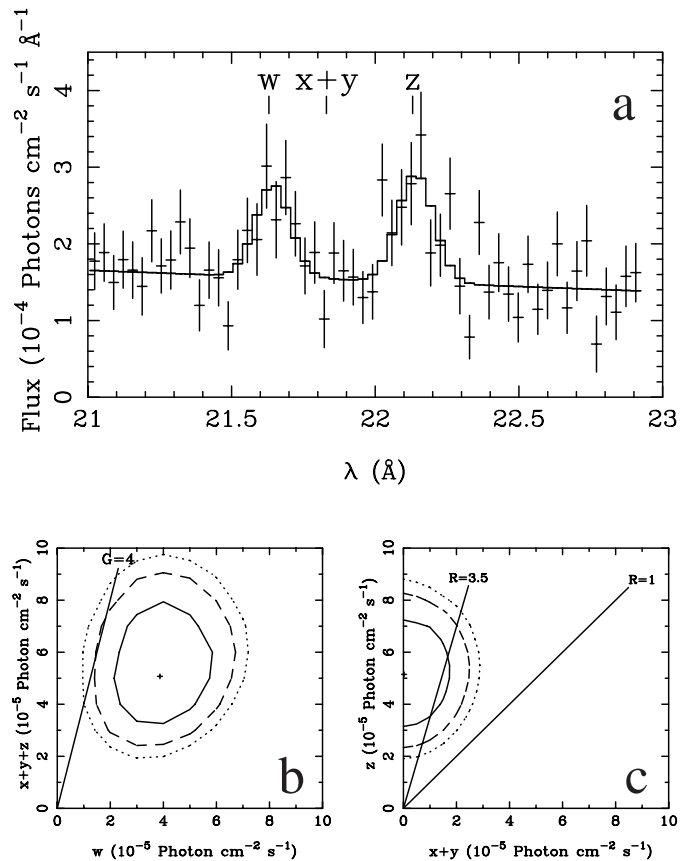 w x+y z
a
4
3
2
1
0
Flux (10⁻⁴ Photons cm⁻² s⁻¹ Å⁻¹
21 21.5 22 22.5 23
λ (Å)
G=4
b
10
8
6
4
2
0
x+y+z (10⁻⁵ Photon cm⁻² s⁻¹)
0 2 4 6 8 10
w (10⁻⁵ Photon cm⁻² s⁻¹)
R=3.5
R=1
c
10
8
6
4
2
0
z (10⁻⁵ Photon cm⁻² s⁻¹)
0 2 4 6 8 10
x+y (10⁻⁵ Photon cm⁻² s⁻¹)